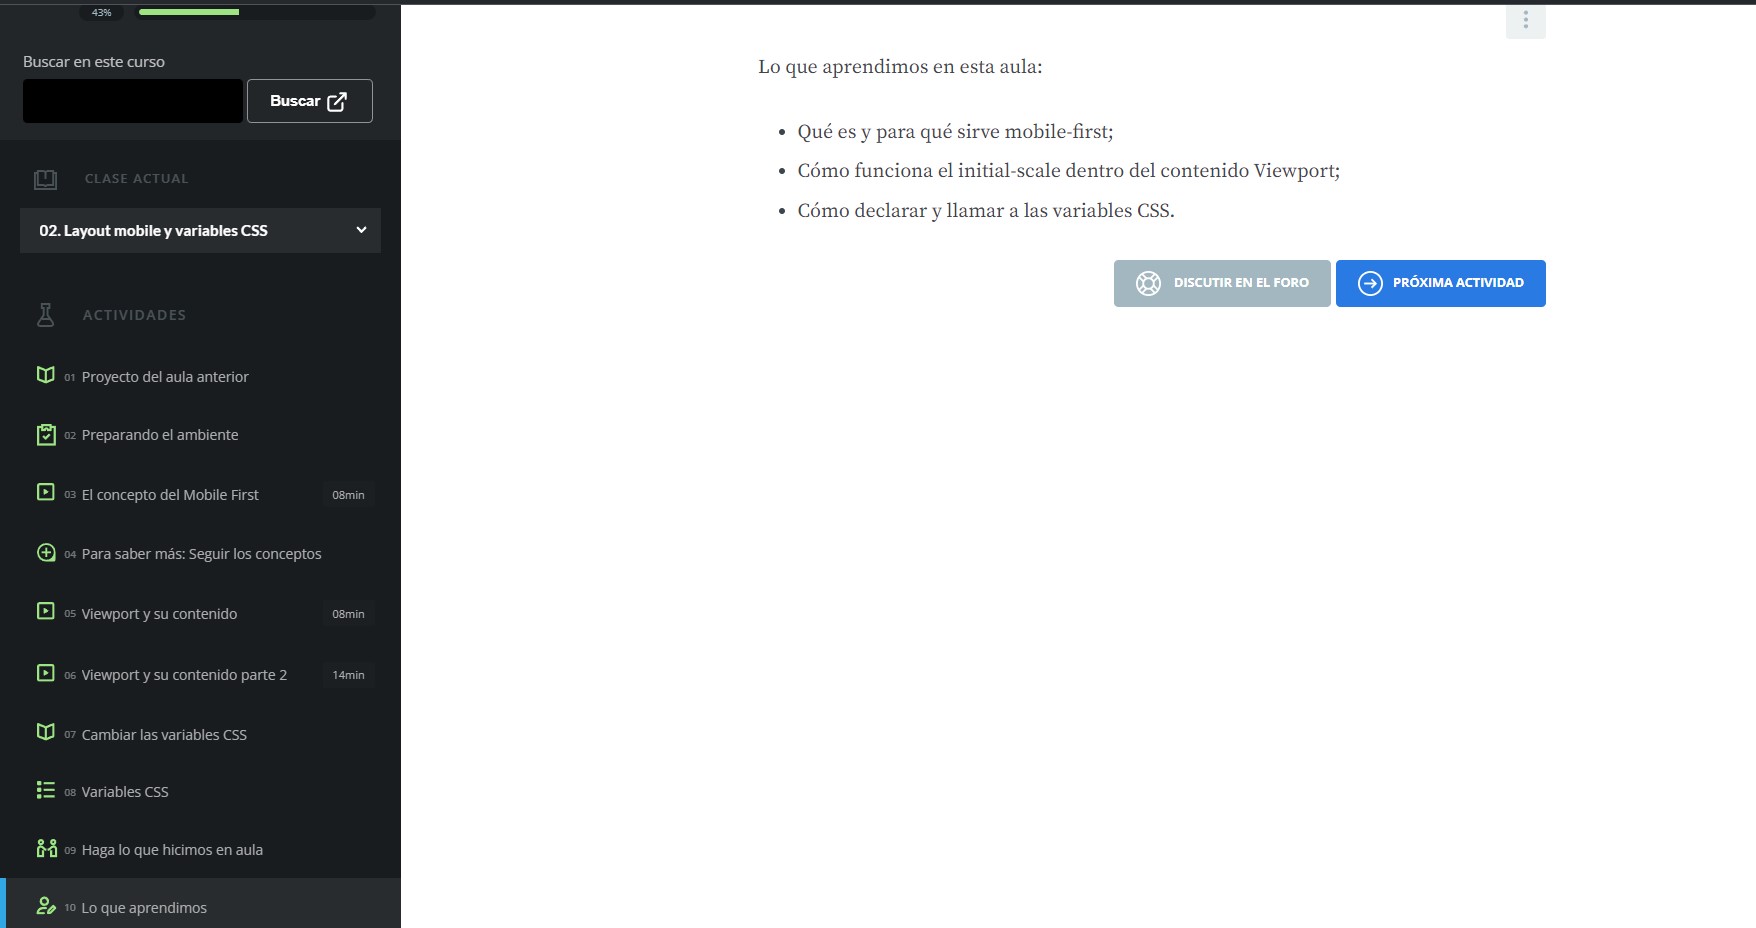 43%
Buscar en este curso
Buscar
CLASE ACTUAL
02. Layout mobile y variables CSS
ACTIVIDADES
01 Proyecto del aula anterior
02 Preparando el ambiente
03 El concepto del Mobile First 08min
04 Para saber más: Seguir los conceptos
05 Viewport y su contenido 08min
06 Viewport y su contenido parte 2 14min
07 Cambiar las variables CSS
08 Variables CSS
09 Haga lo que hicimos en aula
10 Lo que aprendimos
Lo que aprendimos en esta aula:
• Qué es y para qué sirve mobile-first;
• Cómo funciona el initial-scale dentro del contenido Viewport;
• Cómo declarar y llamar a las variables CSS.
DISCUTIR EN EL FORO
PRÓXIMA ACTIVIDAD